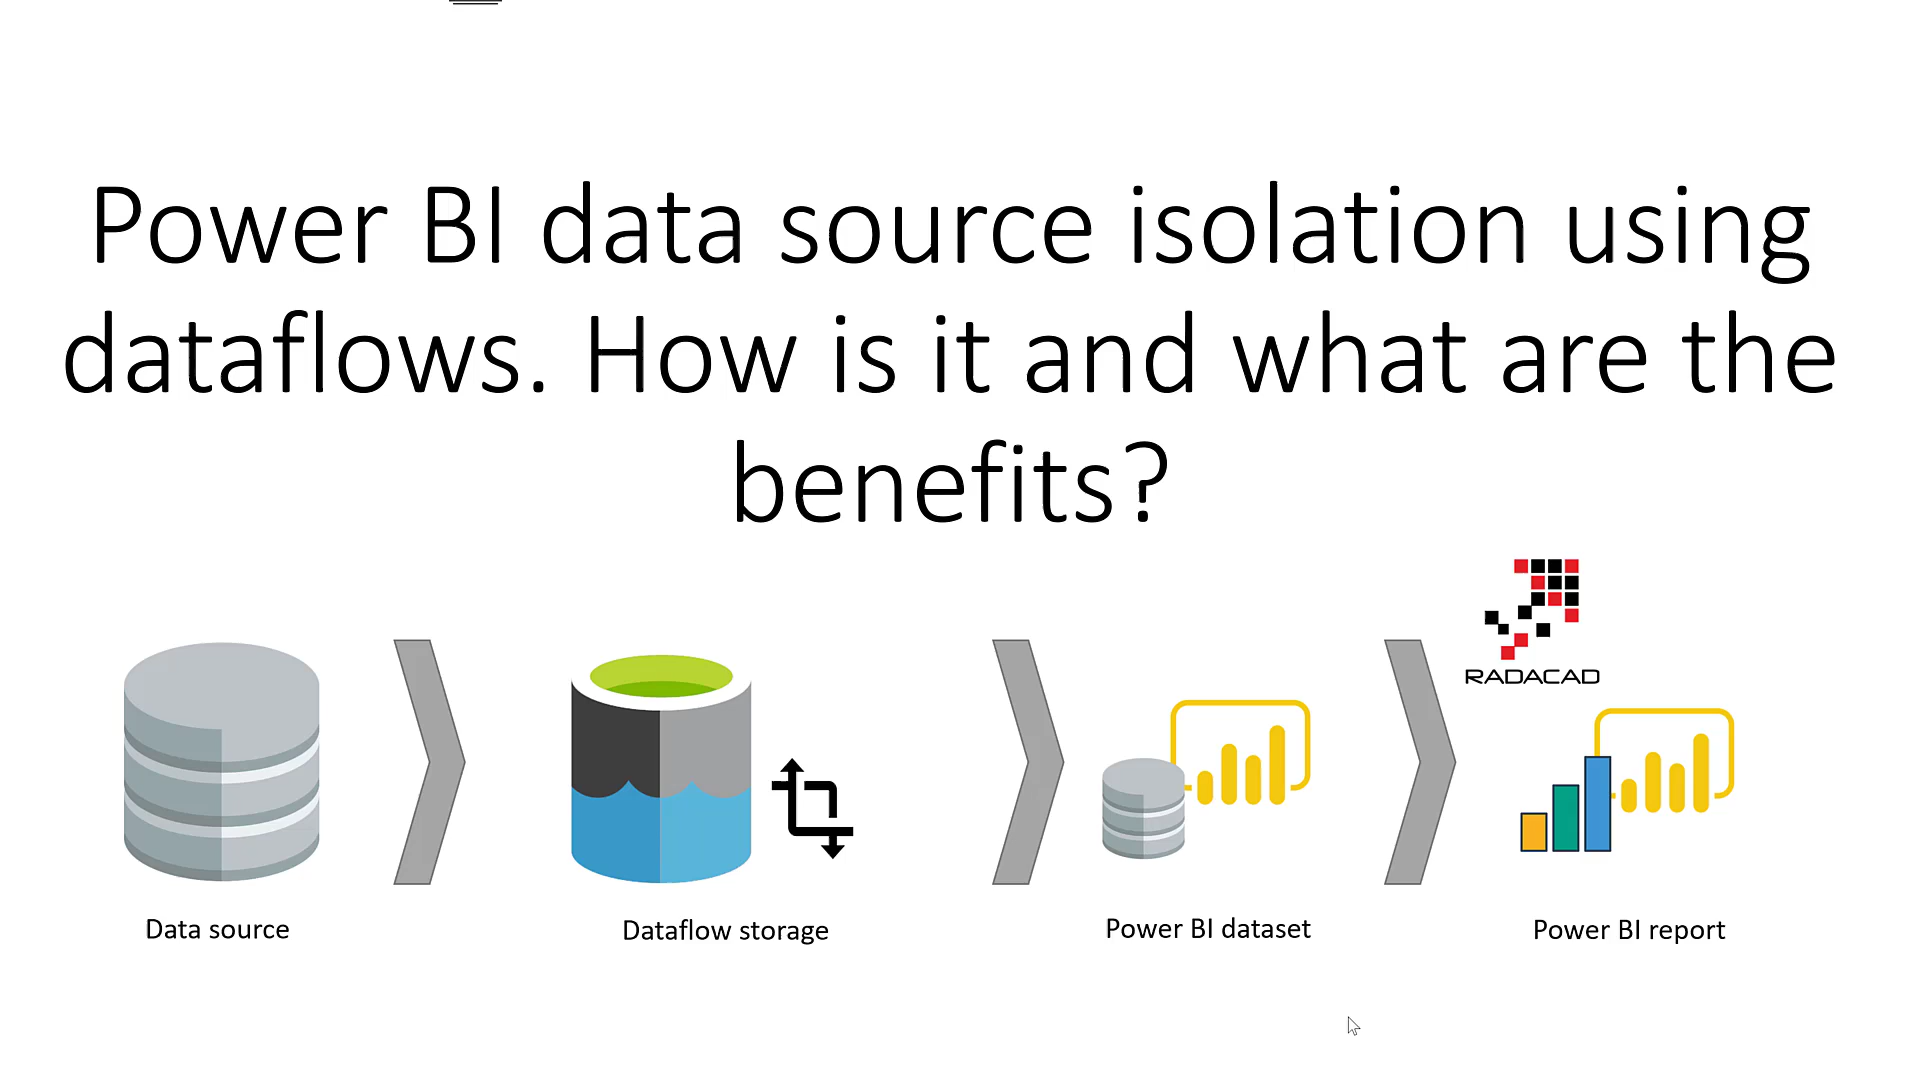 Power BI data source isolation using
dataflows. How is it and what are the
benefits?
RADACAD
Data source
Dataflow storage
Power BI dataset
Power BI report